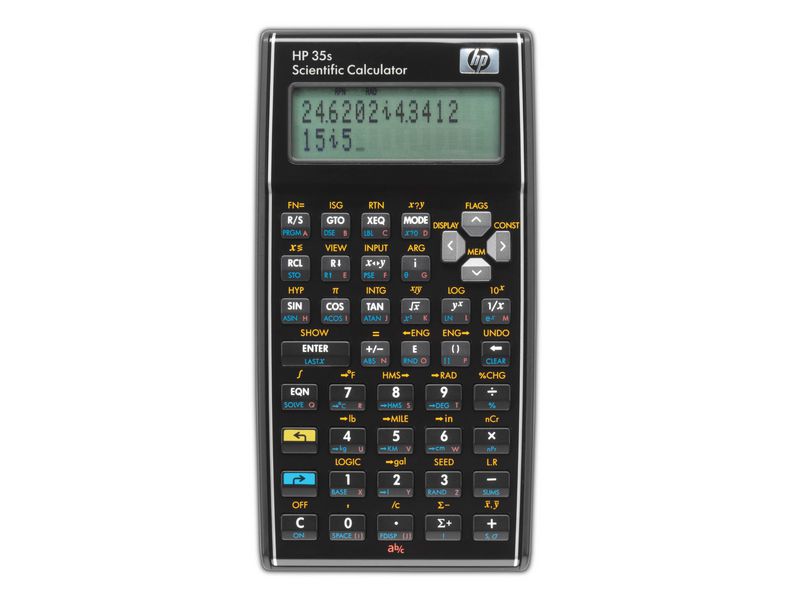 HP 35s
Scientific Calculator
hp
RPN RAD
24.6202i4.3412
15i5_
FN= ISG RTN x?y FLAGS
R/S GTO XEQ MODE DISPLAY CONST
PRGM A DSE B LBL C x?0 D
x≶ VIEW INPUT ARG MEM
RCL R↓ x↔y i
STO R↑ E PSE F θ G
HYP π INTG LOG 10ˣ
SIN COS TAN √x yˣ 1/x
ASIN H ACOS I ATAN J x² K LN L eˣ M
SHOW = ←ENG ENG→ UNDO
ENTER +/− E () ←
LASTx ABS N RND O [] P CLEAR
∫ →°F HMS→ →RAD %CHG
EQN 7 8 9 ÷
SOLVE Q →°C R →HMS S →DEG T %
→lb →MILE →in nCr
4 5 6 ×
→kg U →KM V →cm W nPr
LOGIC →gal SEED L.R
1 2 3 −
BASE X →l Y RAND Z SUMS
OFF , /c Σ− x̄,ȳ
C 0 · Σ+ +
ON SPACE (I) FDISP (J) ! S,σ
ab/c